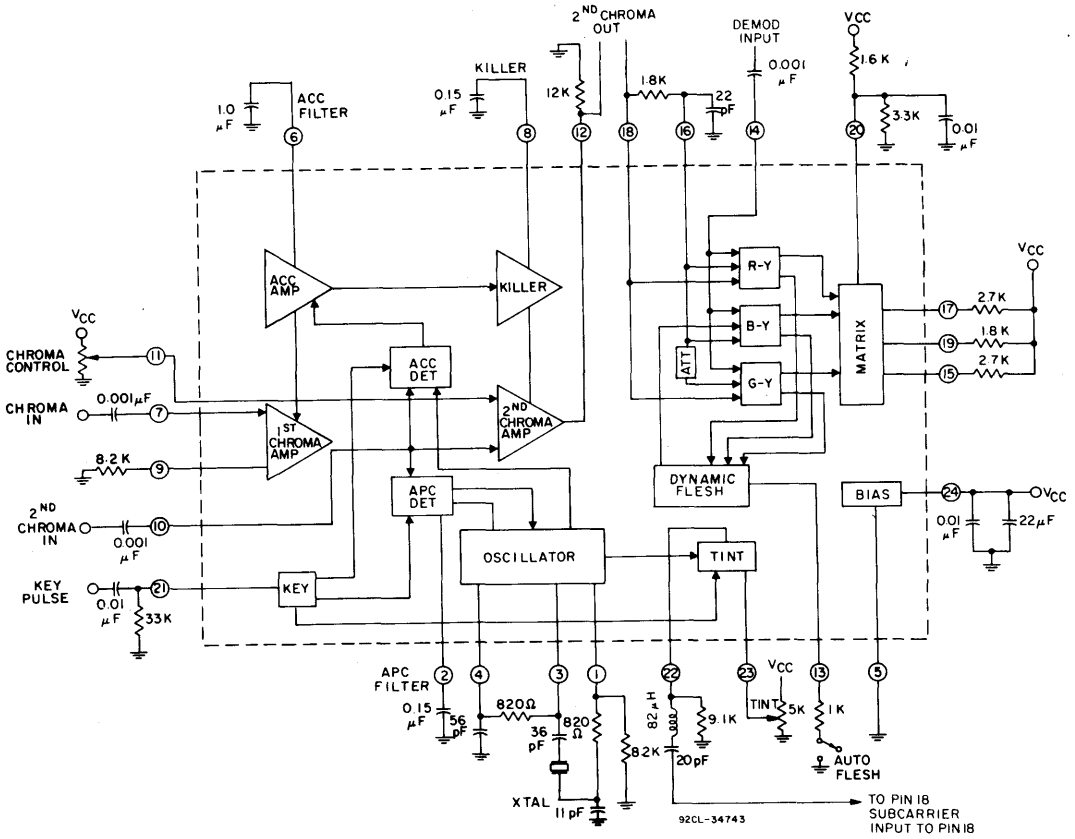 2ND CHROMA
OUT
DEMOD
INPUT
VCC
1.6K
KILLER
0.15
μF
12K
1.8K
22
pF
0.001
μF
3.3K
0.01
μF
1.0
μF
ACC
FILTER
6
8
12
18
16
14
20
ACC
AMP
KILLER
R-Y
B-Y
G-Y
ATT
MATRIX
VCC
17
2.7K
19
1.8K
15
2.7K
VCC
CHROMA
CONTROL
11
ACC
DET
CHROMA
IN
0.001μF
7
1ST
CHROMA
AMP
2ND
CHROMA
AMP
8.2K
9
APC
DET
DYNAMIC
FLESH
BIAS
24
VCC
0.01
μF
22μF
2ND
CHROMA
IN
0.001
μF
10
OSCILLATOR
TINT
KEY
PULSE
0.01
μF
21
33K
KEY
APC
FILTER
2
4
3
1
22
23
13
5
0.15
μF
56
pF
820Ω
36
pF
820
Ω
82K
XTAL
11pF
82μH
9.1K
20pF
VCC
TINT
5K
1K
AUTO
FLESH
TO PIN 18
SUBCARRIER
INPUT TO PIN 18
92CL-34743